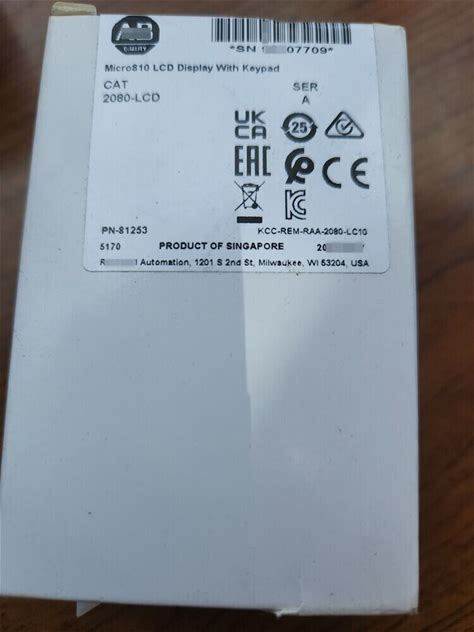 AB
*SN 07709*
Micro810 LCD Display With Keypad
CAT SER
2080-LCD A
UK
CA
25
EAC
CE
PN-81253 KCC-REM-RAA-2080-LC10
5170 PRODUCT OF SINGAPORE 20
Automation, 1201 S 2nd St, Milwaukee, WI 53204, USA